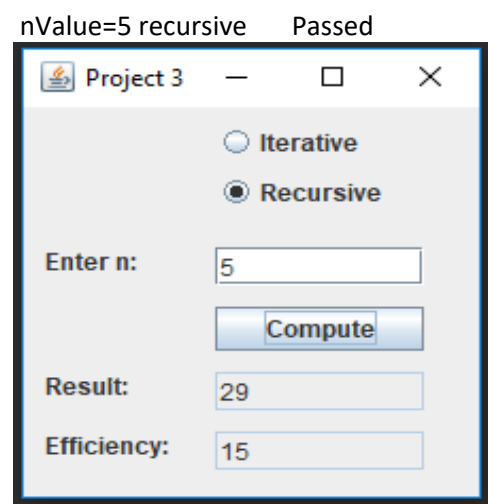 nValue=5 recursive Passed
Project 3
Iterative
Recursive
Enter n: 5
Compute
Result: 29
Efficiency: 15